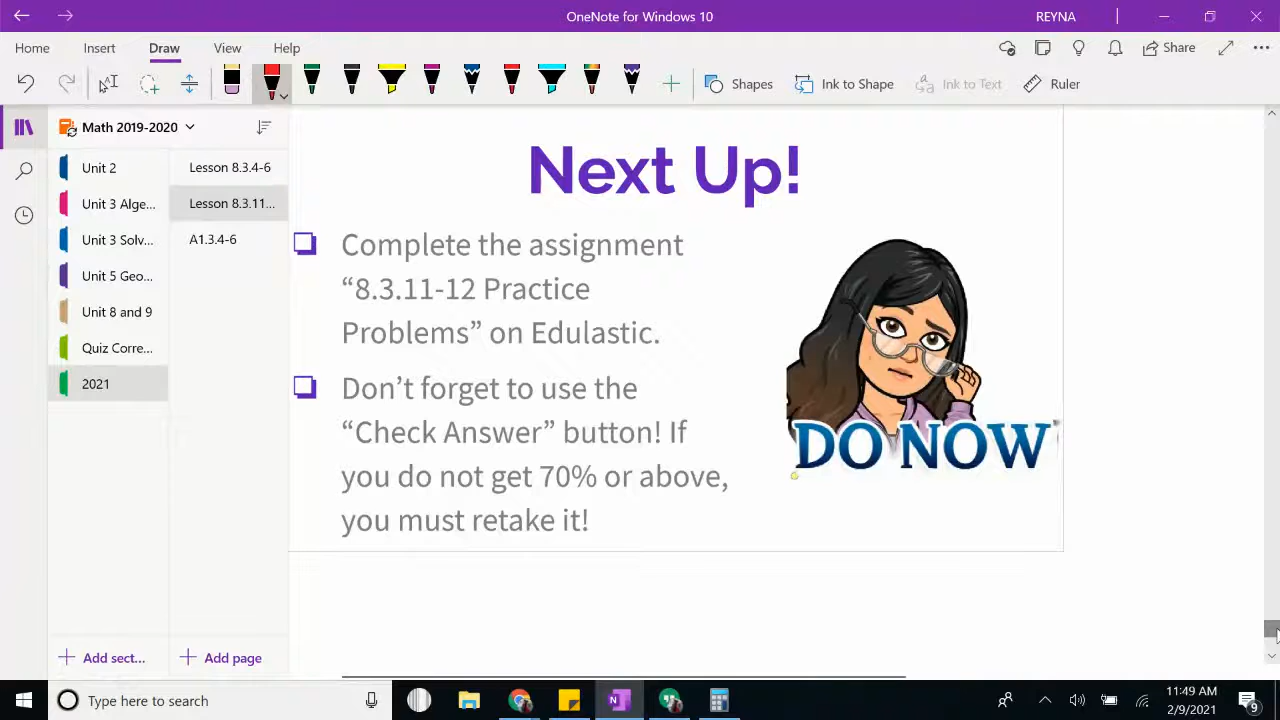 OneNote for Windows 10
REYNA
Home Insert Draw View Help
Share
Shapes
Ink to Shape
Ink to Text
Ruler
Math 2019-2020
Unit 2
Unit 3 Alge...
Unit 3 Solv...
Unit 5 Geo...
Unit 8 and 9
Quiz Corre...
2021
Lesson 8.3.4-6
Lesson 8.3.11...
A1.3.4-6
Next Up!
Complete the assignment
“8.3.11-12 Practice
Problems” on Edulastic.
Don’t forget to use the
“Check Answer” button! If
you do not get 70% or above,
you must retake it!
DO NOW
Add sect...
Add page
Type here to search
11:49 AM
2/9/2021
9